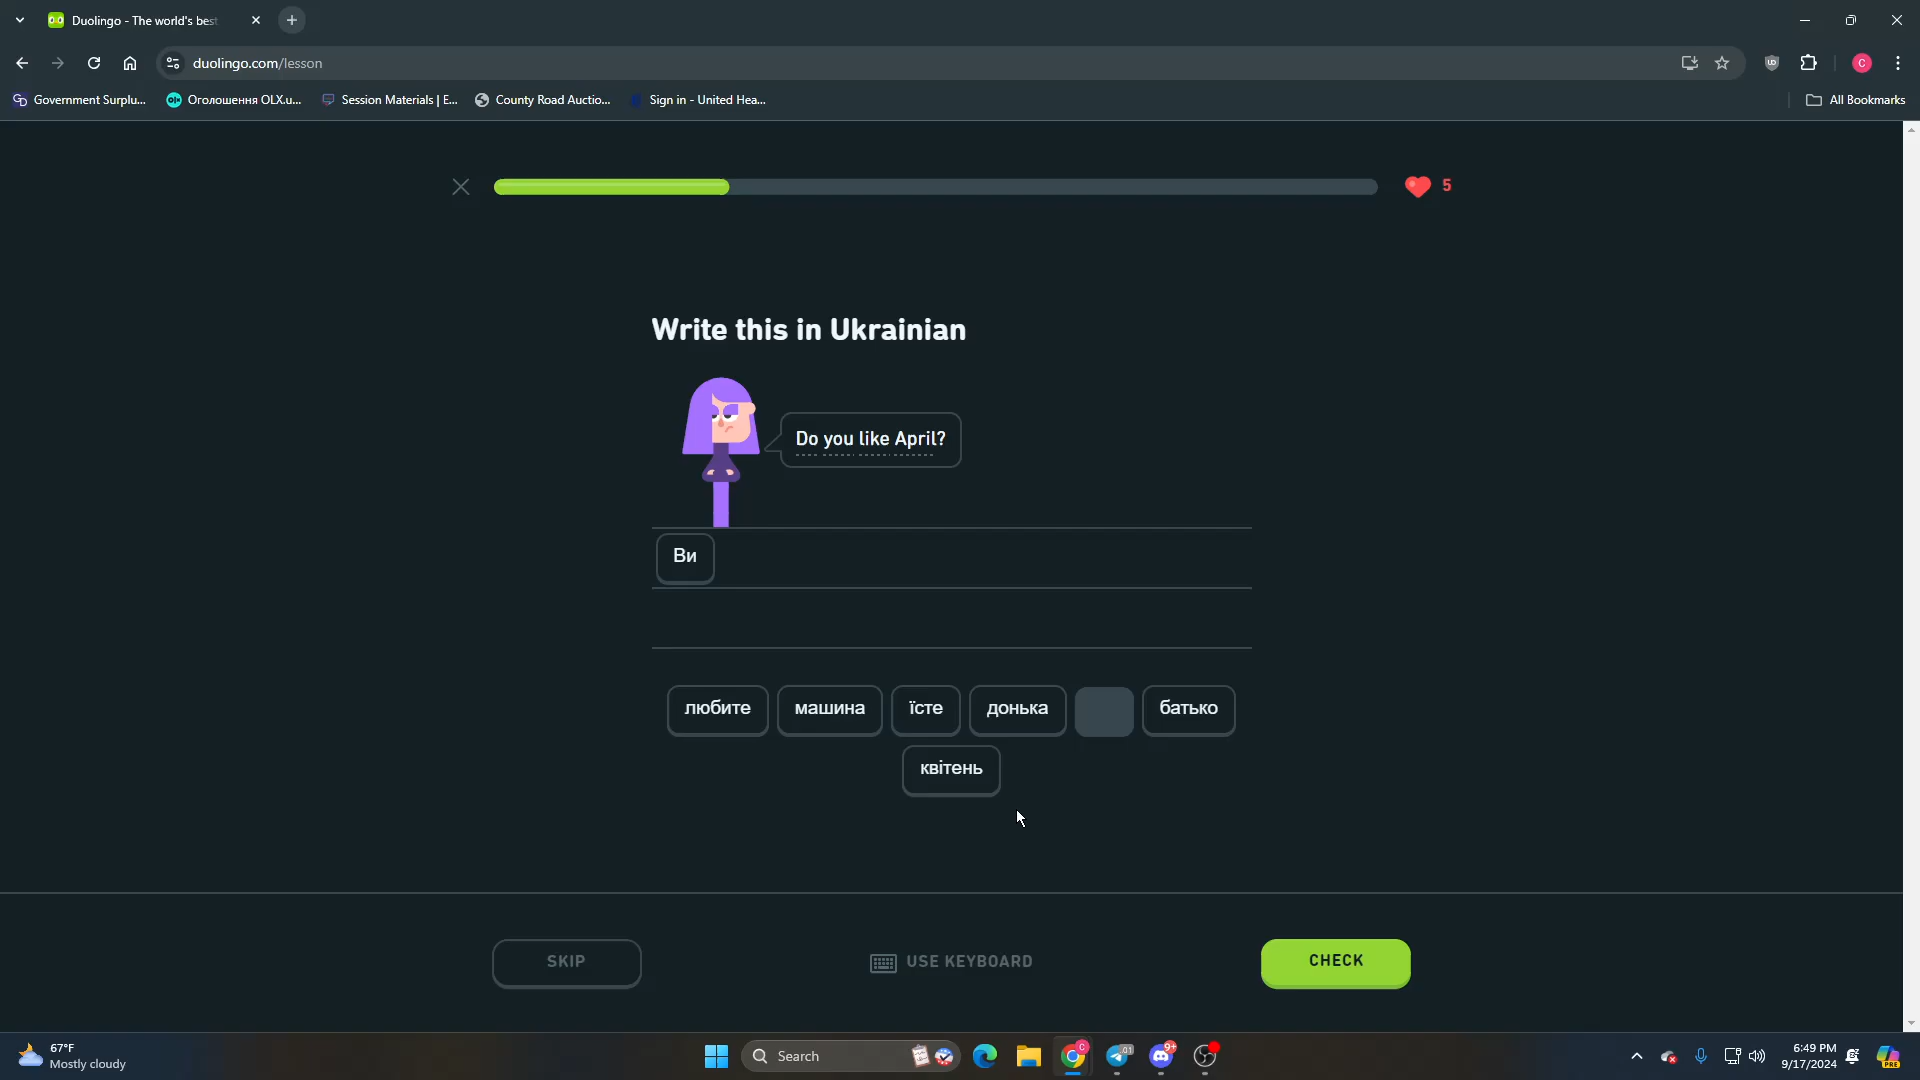 Duolingo - The world's best
duolingo.com/lesson
C
Government Surplu...
Оголошення OLX.u...
Session Materials | E...
County Road Auctio...
Sign in - United Hea...
All Bookmarks
5
Write this in Ukrainian
Do you like April?
Ви
любите
машина
їсте
донька
батько
квітень
SKIP
USE KEYBOARD
CHECK
67°F
Mostly cloudy
Search
6:49 PM
9/17/2024